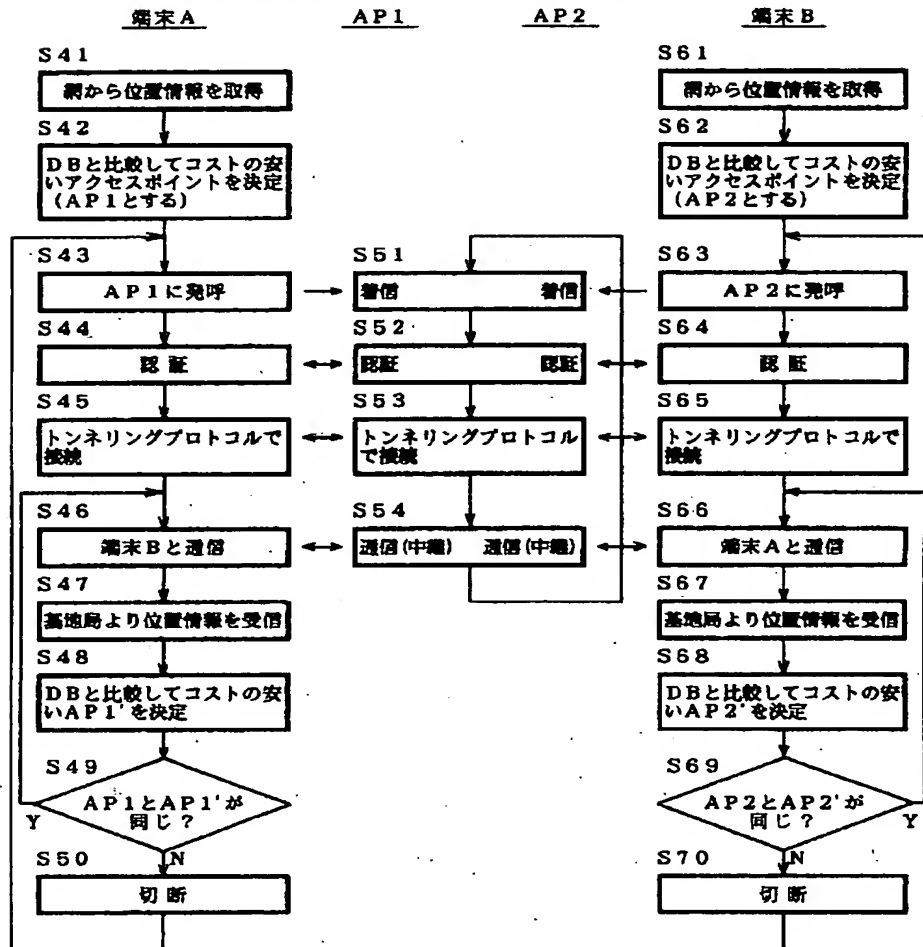 端末A AP1 AP2 端末B
S41 S61
網から位置情報を取得 網から位置情報を取得
S42 S62
DBと比較してコストの安 DBと比較してコストの安
いアクセスポイントを決定 いアクセスポイントを決定
(AP1とする) (AP2とする)
S43 S51 S63
AP1に発呼 着信 着信 AP2に発呼
S44 S52 S64
認証 認証 認証 認証
S45 S53 S65
トンネリングプロトコルで トンネリングプロトコル トンネリングプロトコルで
接続 で接続 接続
S46 S54 S66
端末Bと通信 通信(中継) 通信(中継) 端末Aと通信
S47 S67
基地局より位置情報を受信 基地局より位置情報を受信
S48 S68
DBと比較してコストの安 DBと比較してコストの安
いAP1'を決定 いAP2'を決定
S49 S69
AP1とAP1'が AP2とAP2'が
同じ? 同じ?
Y Y
S50 N S70 N
切断 切断